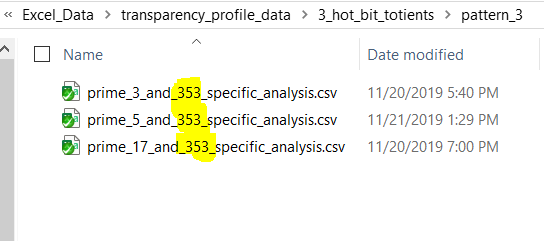 Excel_Data > transparency_profile_data > 3_hot_bit_totients > pattern_3
Name Date modified
prime_3_and_353_specific_analysis.csv 11/20/2019 5:40 PM
prime_5_and_353_specific_analysis.csv 11/21/2019 1:29 PM
prime_17_and_353_specific_analysis.csv 11/20/2019 7:00 PM